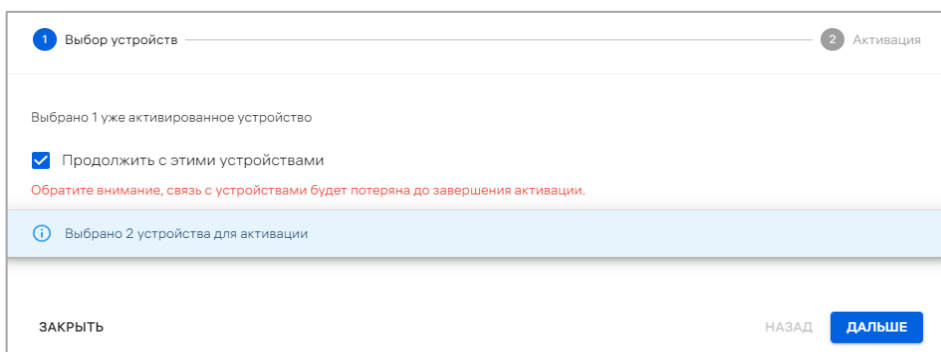 1 Выбор устройств 2 Активация
Выбрано 1 уже активированное устройство
Продолжить с этими устройствами
Обратите внимание, связь с устройствами будет потеряна до завершения активации.
Выбрано 2 устройства для активации
ЗАКРЫТЬ НАЗАД ДАЛЬШЕ